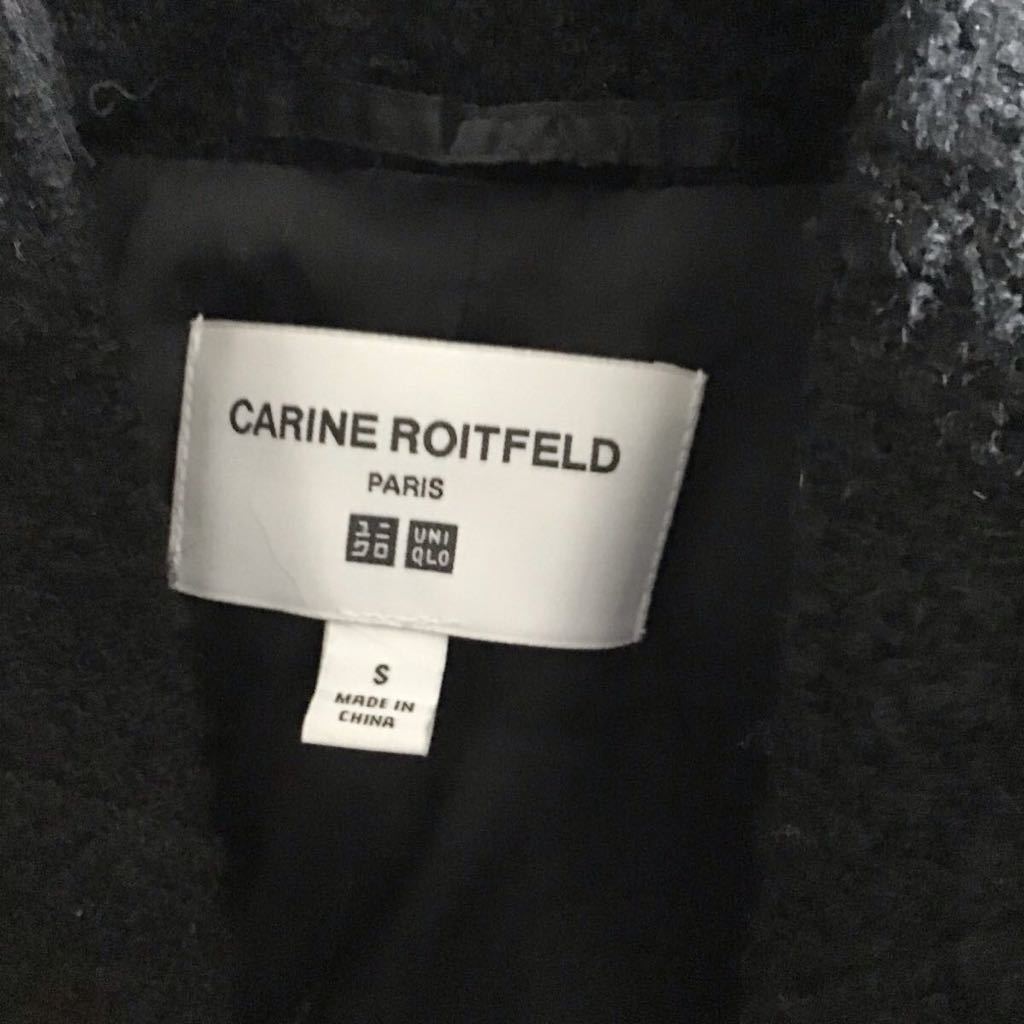 CARINE ROITFELD
PARIS
ユニクロ UNIQLO
S
MADE IN
CHINA